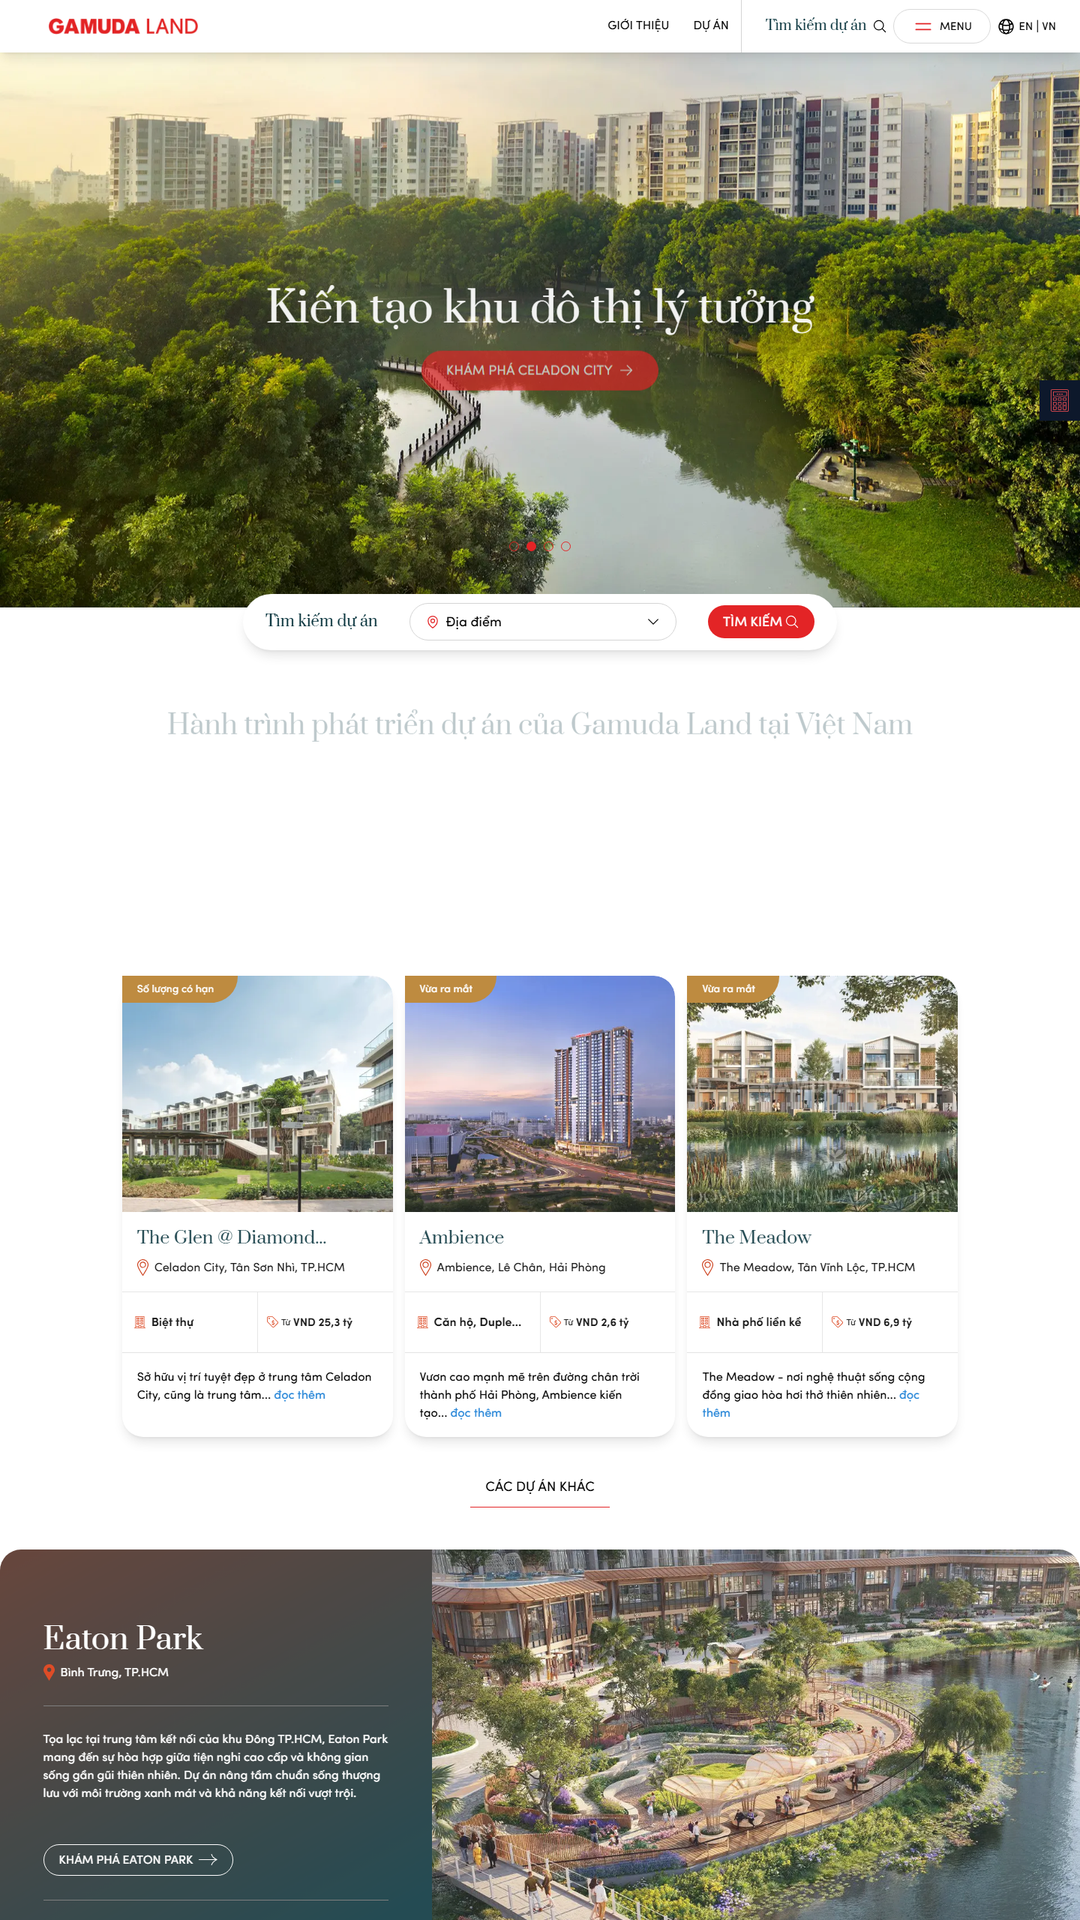 GAMUDA LAND
GIỚI THIỆU
DỰ ÁN
Tìm kiếm dự án
MENU
EN | VN
Kiến tạo khu đô thị lý tưởng
KHÁM PHÁ CELADON CITY
Tìm kiếm dự án
Địa điểm
TÌM KIẾM
Hành trình phát triển dự án của Gamuda Land tại Việt Nam
Số lượng có hạn
The Glen @ Diamond...
Celadon City, Tân Sơn Nhì, TP.HCM
Biệt thự
Từ VND 25,3 tỷ
Sở hữu vị trí tuyệt đẹp ở trung tâm Celadon
City, cũng là trung tâm... đọc thêm
Vừa ra mắt
Ambience
Ambience, Lê Chân, Hải Phòng
Căn hộ, Duple...
Từ VND 2,6 tỷ
Vươn cao mạnh mẽ trên đường chân trời
thành phố Hải Phòng, Ambience kiến
tạo... đọc thêm
Vừa ra mắt
THE MEADOW
The Meadow
The Meadow, Tân Vĩnh Lộc, TP.HCM
Nhà phố liền kề
Từ VND 6,9 tỷ
The Meadow - nơi nghệ thuật sống cộng
đồng giao hòa hơi thở thiên nhiên... đọc
thêm
CÁC DỰ ÁN KHÁC
Eaton Park
Bình Trưng, TP.HCM
Tọa lạc tại trung tâm kết nối của khu Đông TP.HCM, Eaton Park
mang đến sự hòa hợp giữa tiện nghi cao cấp và không gian
sống gần gũi thiên nhiên. Dự án nâng tầm chuẩn sống thượng
lưu với môi trường xanh mát và khả năng kết nối vượt trội.
KHÁM PHÁ EATON PARK